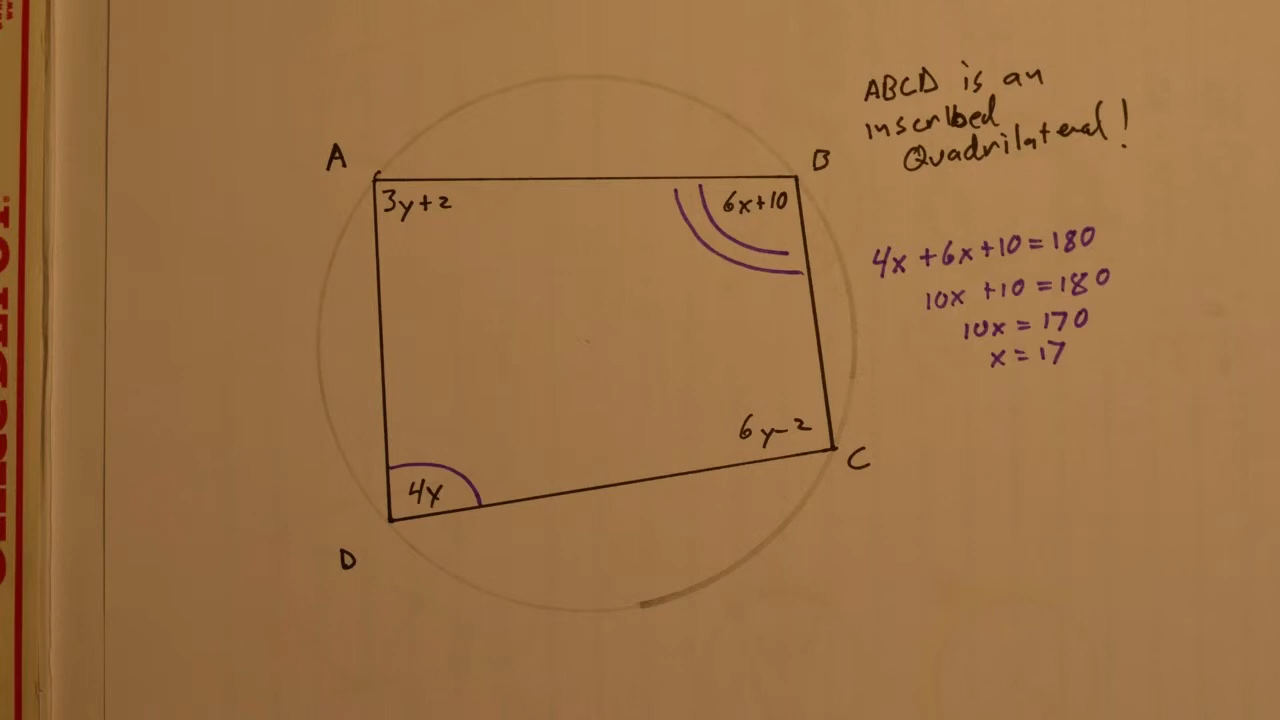 ABCD is an
inscribed
Quadrilateral!
A
B
3y+2
6x+10
4x+6x+10=180
10x+10=180
10x=170
x=17
6y-2
C
4x
D